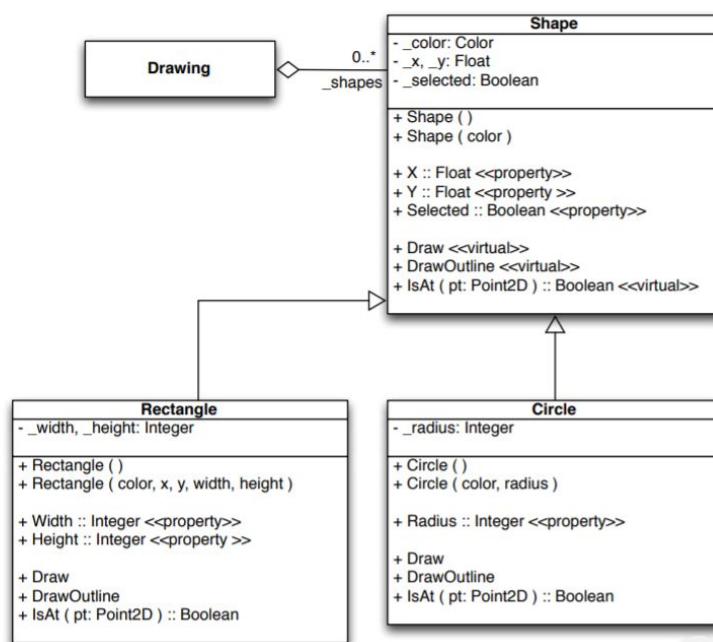 Shape
- _color: Color
- _x, _y: Float
- _selected: Boolean
Drawing
0..*
_shapes
+ Shape ( )
+ Shape ( color )
+ X :: Float <<property>>
+ Y :: Float <<property >>
+ Selected :: Boolean <<property>>
+ Draw <<virtual>>
+ DrawOutline <<virtual>>
+ IsAt ( pt: Point2D ) :: Boolean <<virtual>>
Rectangle
- _width, _height: Integer
+ Rectangle ( )
+ Rectangle ( color, x, y, width, height )
+ Width :: Integer <<property>>
+ Height :: Integer <<property >>
+ Draw
+ DrawOutline
+ IsAt ( pt: Point2D ) :: Boolean
Circle
- _radius: Integer
+ Circle ( )
+ Circle ( color, radius )
+ Radius :: Integer <<property>>
+ Draw
+ DrawOutline
+ IsAt ( pt: Point2D ) :: Boolean